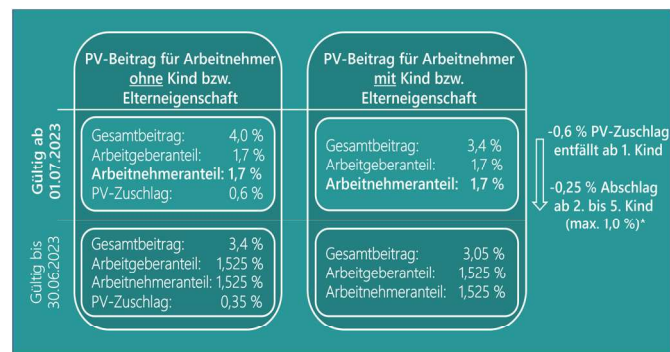 PV-Beitrag für Arbeitnehmer
ohne Kind bzw.
Elterneigenschaft
PV-Beitrag für Arbeitnehmer
mit Kind bzw.
Elterneigenschaft
Gültig ab
01.07.2023
Gesamtbeitrag: 4,0 %
Arbeitgeberanteil: 1,7 %
Arbeitnehmeranteil: 1,7 %
PV-Zuschlag: 0,6 %
Gesamtbeitrag: 3,4 %
Arbeitgeberanteil: 1,7 %
Arbeitnehmeranteil: 1,7 %
-0,6 % PV-Zuschlag
entfällt ab 1. Kind
-0,25 % Abschlag
ab 2. bis 5. Kind
(max. 1,0 %)*
Gültig bis
30.06.2023
Gesamtbeitrag: 3,4 %
Arbeitgeberanteil: 1,525 %
Arbeitnehmeranteil: 1,525 %
PV-Zuschlag: 0,35 %
Gesamtbeitrag: 3,05 %
Arbeitgeberanteil: 1,525 %
Arbeitnehmeranteil: 1,525 %